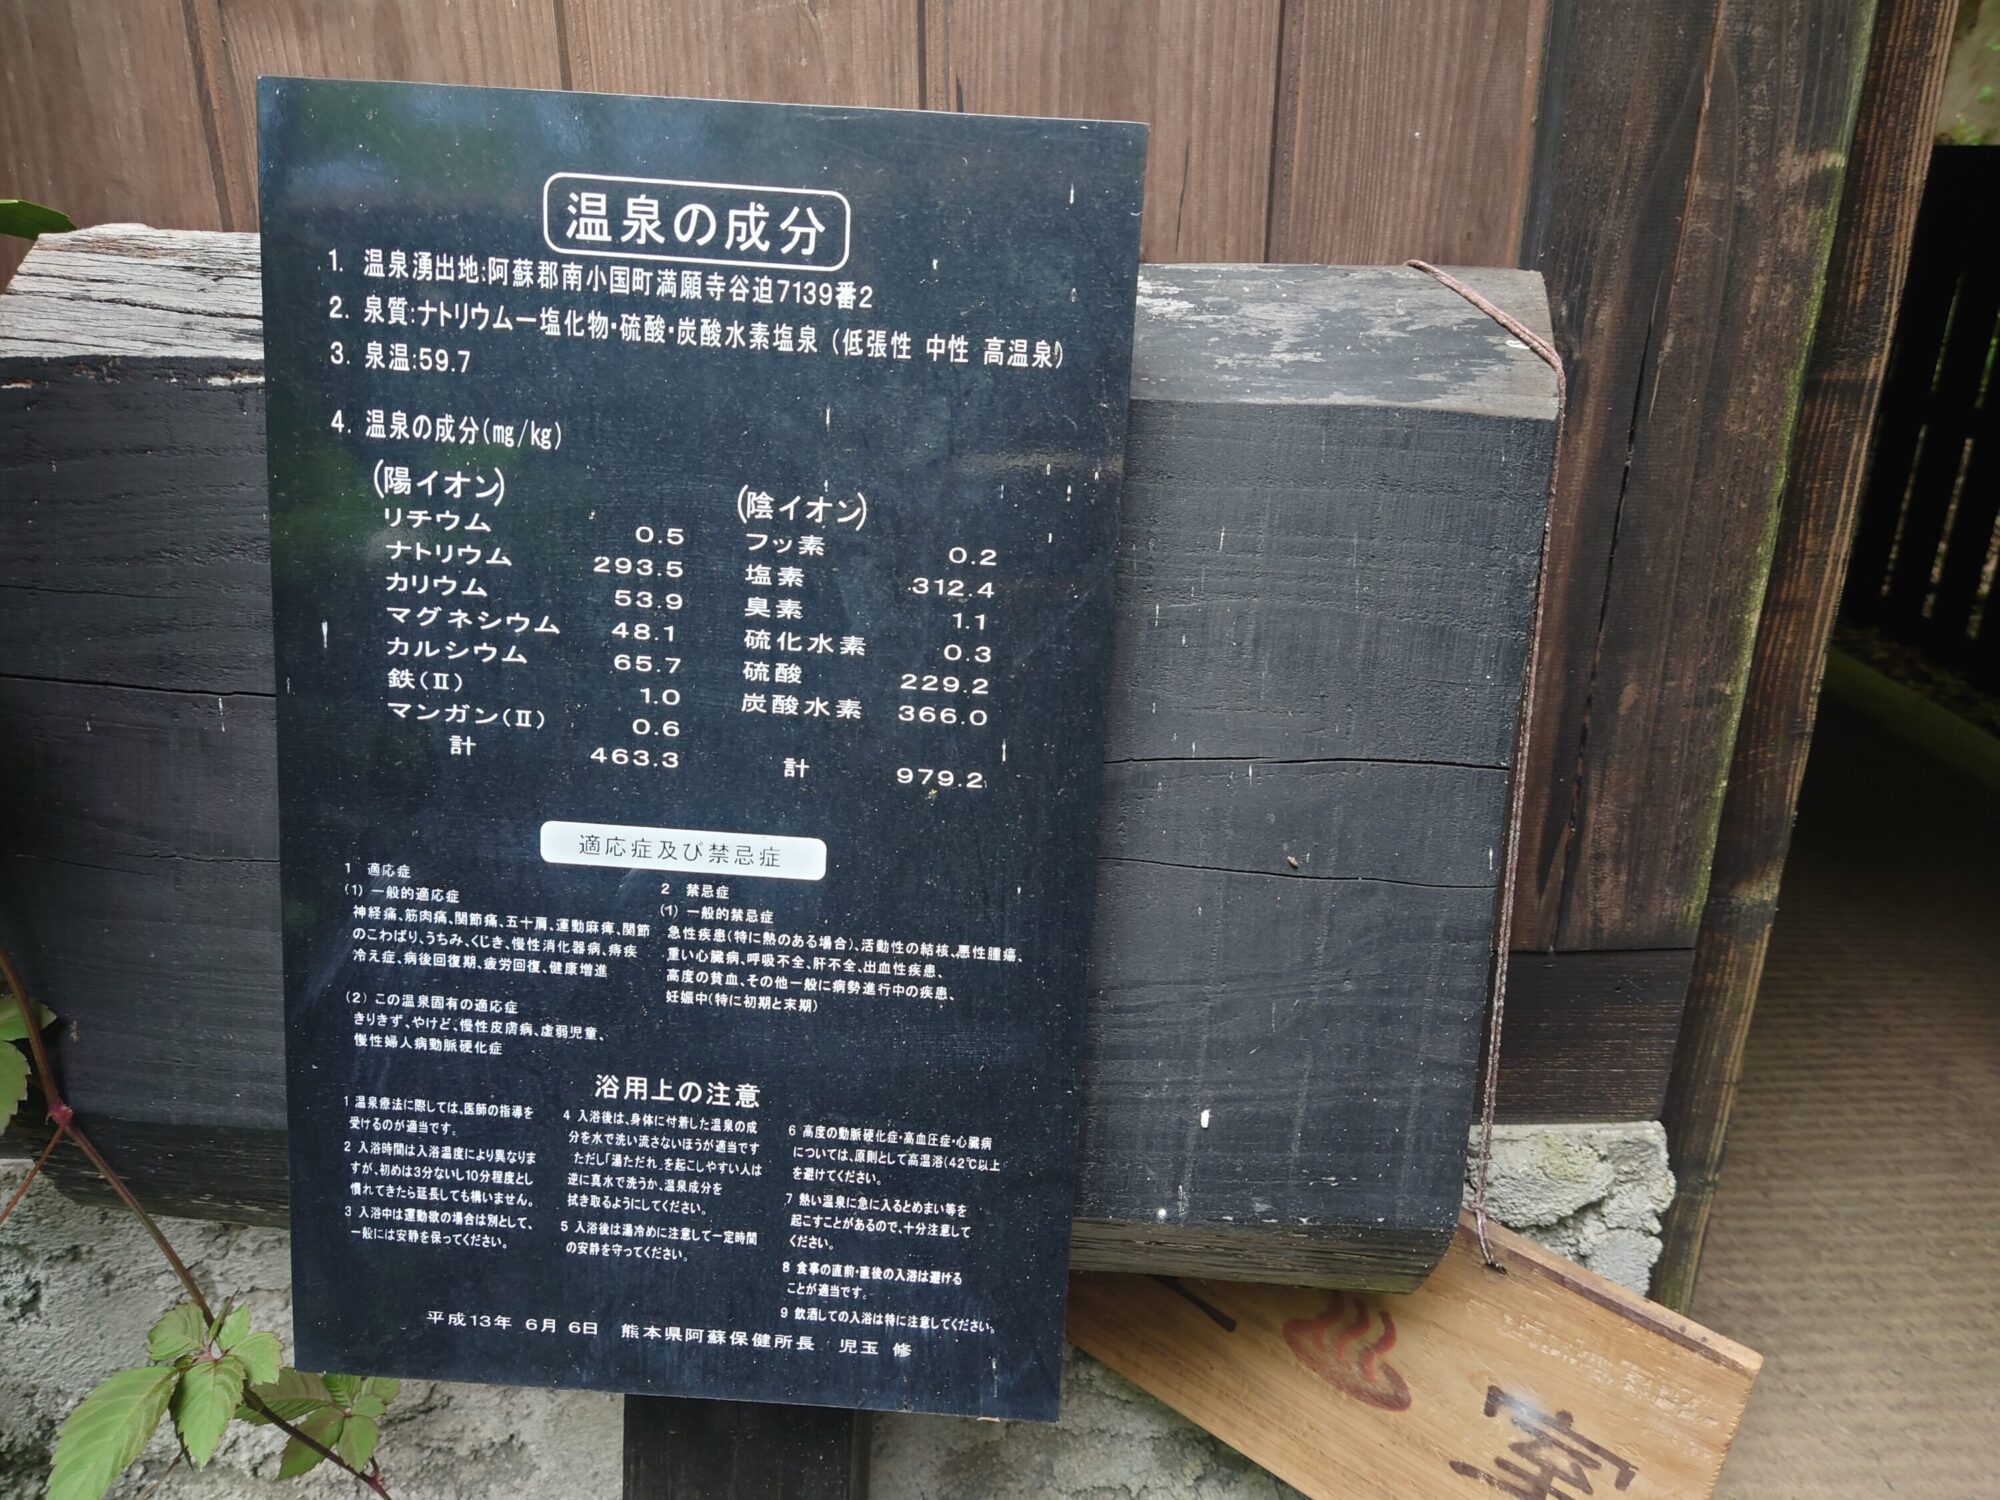 温泉の成分
1. 温泉湧出地:阿蘇郡南小国町満願寺谷迫7139番2
2. 泉質:ナトリウムー塩化物・硫酸・炭酸水素塩泉（低張性 中性 高温泉）
3. 泉温:59.7
4. 温泉の成分(mg/kg)
(陽イオン)
リチウム 0.5
ナトリウム 293.5
カリウム 53.9
マグネシウム 48.1
カルシウム 65.7
鉄(Ⅱ) 1.0
マンガン(Ⅱ) 0.6
計 463.3
(陰イオン)
フッ素 0.2
塩素 312.4
臭素 1.1
硫化水素 0.3
硫酸 229.2
炭酸水素 366.0
計 979.2
適応症及び禁忌症
1 適応症
(1) 一般的適応症
神経痛、筋肉痛、関節痛、五十肩、運動麻痺、関節
のこわばり、うちみ、くじき、慢性消化器病、痔疾
冷え症、病後回復期、疲労回復、健康増進
(2) この温泉固有の適応症
きりきず、やけど、慢性皮膚病、虚弱児童、
慢性婦人病動脈硬化症
2 禁忌症
(1) 一般的禁忌症
急性疾患(特に熱のある場合)、活動性の結核、悪性腫瘍、
重い心臓病、呼吸不全、肝不全、出血性疾患、
高度の貧血、その他一般に病勢進行中の疾患、
妊娠中(特に初期と末期)
浴用上の注意
1 温泉療法に際しては、医師の指導を
受けるのが適当です。
2 入浴時間は入浴温度により異なりま
すが、初めは3分ないし10分程度とし
慣れてきたら延長しても構いません。
3 入浴中は運動欲の場合は別として、
一般には安静を保ってください。
4 入浴後は、身体に付着した温泉の成
分を水で洗い流さないほうが適当です
ただし「湯ただれ」を起こしやすい人は
逆に真水で洗うか、温泉成分を
拭き取るようにしてください。
5 入浴後は湯冷めに注意して一定時間
の安静を守ってください。
6 高度の動脈硬化症・高血圧症・心臓病
については、原則として高温浴(42℃以上
を避けてください。
7 熱い温泉に急に入るとめまい等を
起こすことがあるので、十分注意して
ください。
8 食事の直前・直後の入浴は避ける
ことが適当です。
9 飲酒しての入浴は特に注意してください。
平成13年 6月 6日 熊本県阿蘇保健所長 児玉 修